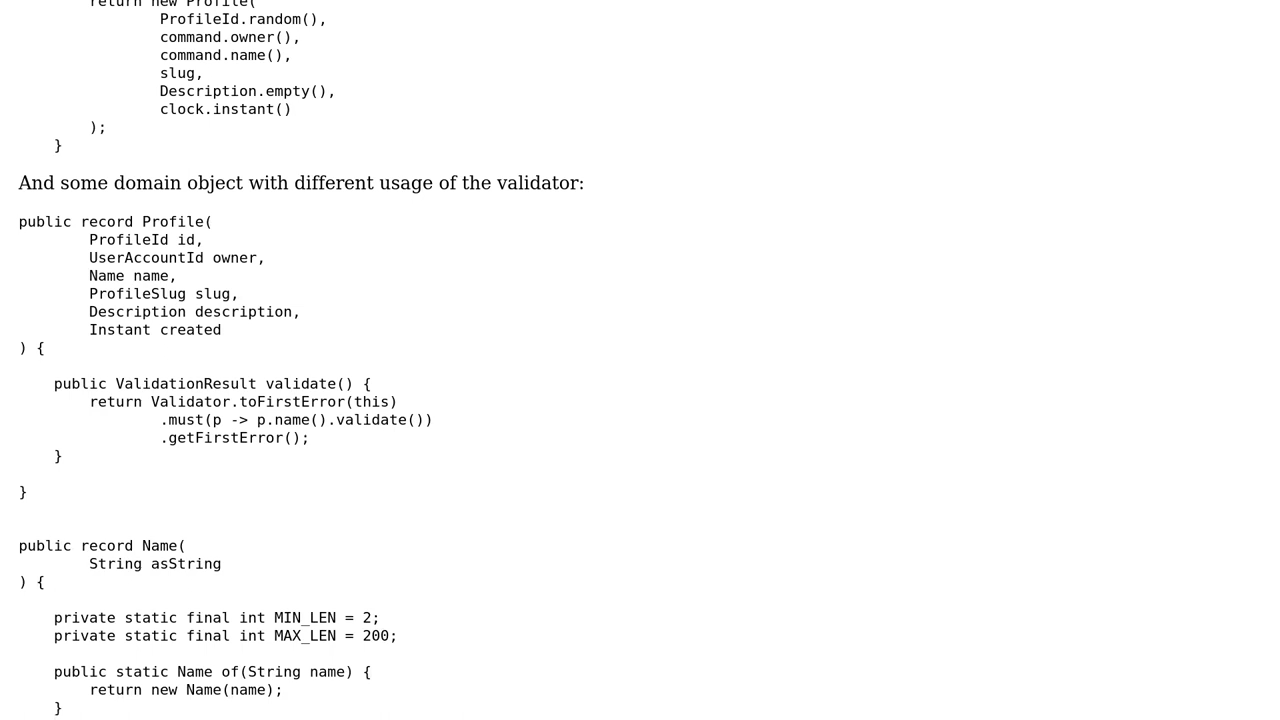 return new Profile(
ProfileId.random(),
command.owner(),
command.name(),
slug,
Description.empty(),
clock.instant()
);
}
And some domain object with different usage of the validator:
public record Profile(
ProfileId id,
UserAccountId owner,
Name name,
ProfileSlug slug,
Description description,
Instant created
) {
public ValidationResult validate() {
return Validator.toFirstError(this)
.must(p -> p.name().validate())
.getFirstError();
}
}
public record Name(
String asString
) {
private static final int MIN_LEN = 2;
private static final int MAX_LEN = 200;
public static Name of(String name) {
return new Name(name);
}